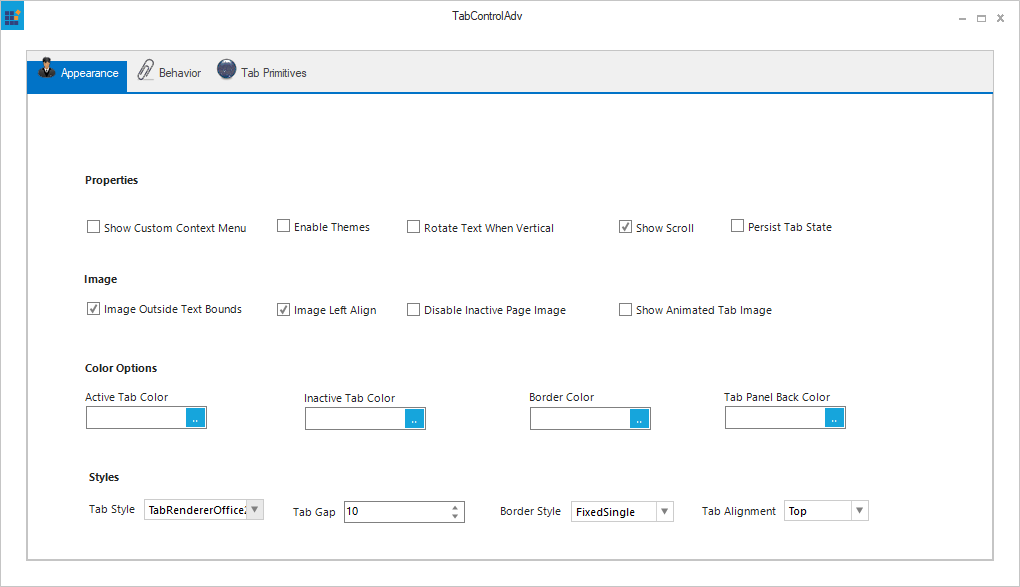 TabControlAdv
Appearance Behavior Tab Primitives
Properties
Show Custom Context Menu Enable Themes Rotate Text When Vertical Show Scroll Persist Tab State
Image
Image Outside Text Bounds Image Left Align Disable Inactive Page Image Show Animated Tab Image
Color Options
Active Tab Color Inactive Tab Color Border Color Tab Panel Back Color
.. .. .. ..
Styles
Tab Style TabRendererOffice2 Tab Gap 10 Border Style FixedSingle Tab Alignment Top